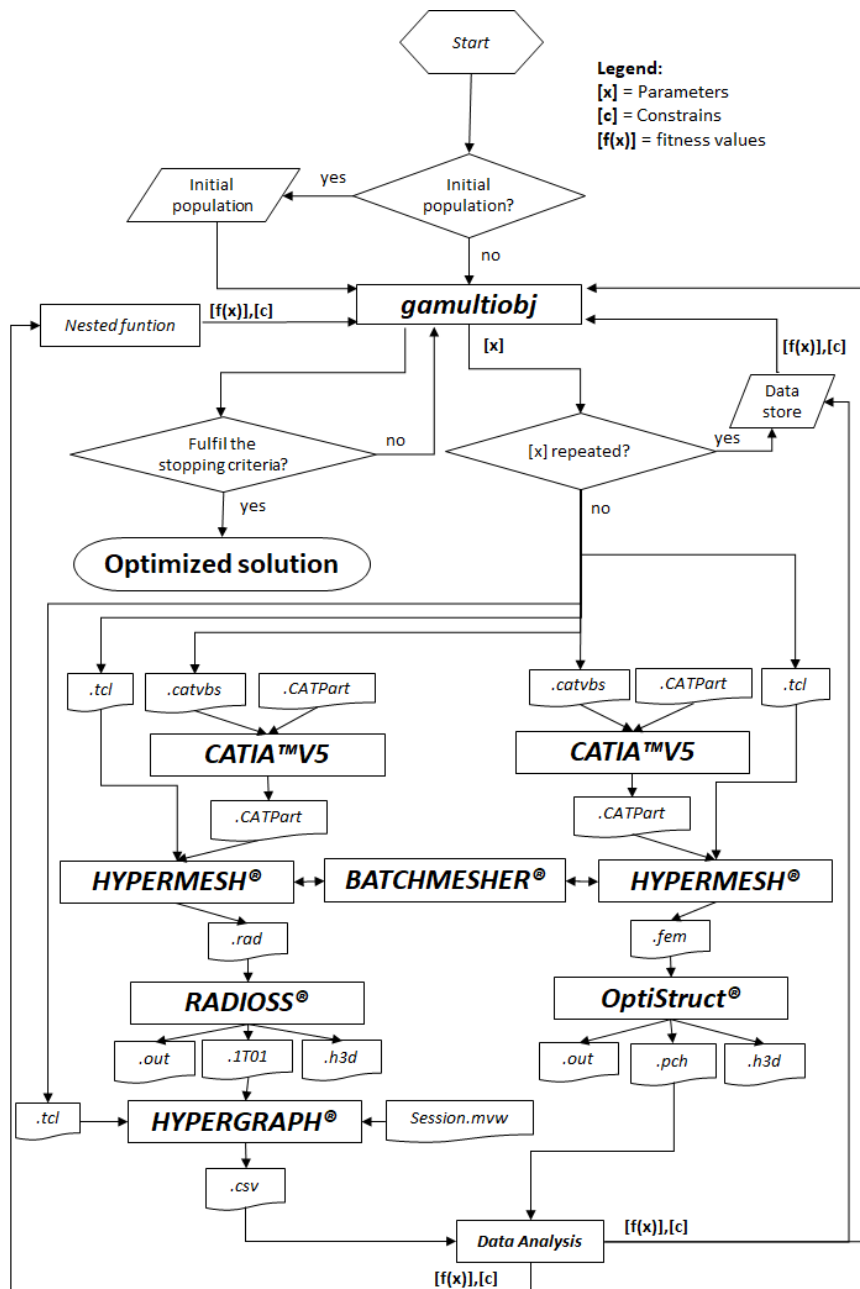 Start
Legend:
[x] = Parameters
[c] = Constrains
[f(x)] = fitness values
Initial
population
yes
Initial
population?
no
gamultiobj
Nested funtion
[f(x)],[c]
[x]
[f(x)],[c]
Data
store
Fulfil the
stopping criteria?
no
[x] repeated?
yes
yes
no
Optimized solution
.tcl
.catvbs
.CATPart
.catvbs
.CATPart
.tcl
CATIA™V5
CATIA™V5
.CATPart
.CATPart
HYPERMESH®
BATCHMESHER®
HYPERMESH®
.rad
.fem
RADIOSS®
OptiStruct®
.out
.1T01
.h3d
.out
.pch
.h3d
.tcl
HYPERGRAPH®
Session.mvw
.csv
Data Analysis
[f(x)],[c]
[f(x)],[c]